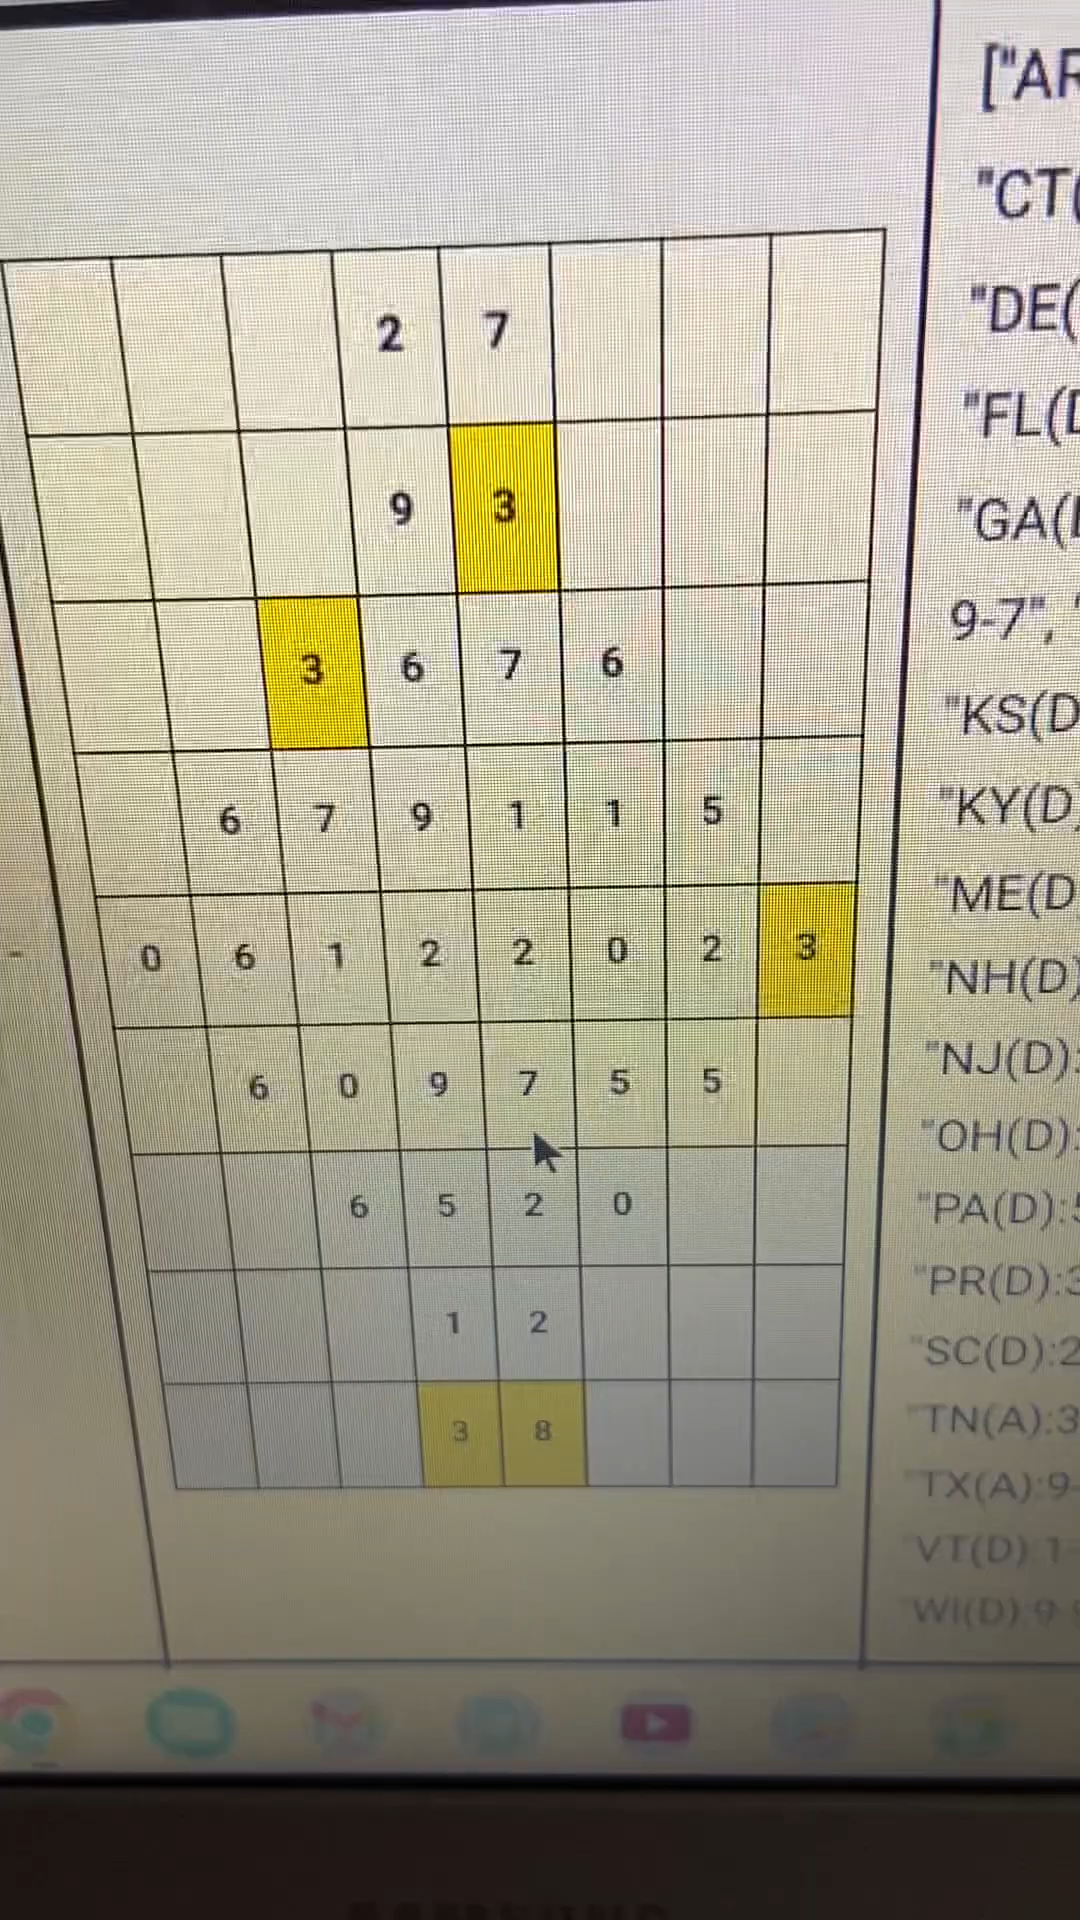 2 7
9 3
3 6 7 6
6 7 9 1 1 5
0 6 1 2 2 0 2 3
6 0 9 7 5 5
6 5 2 0
1 2
3 8
["AR
"CT(
"DE(
"FL(D
"GA(
9-7", "
"KS(D
"KY(D)
"ME(D
"NH(D)
"NJ(D):
"OH(D):
"PA(D):5
"PR(D):3
"SC(D):2
"TN(A):3
"TX(A):9-
"VT(D):1-
"WI(D):9-9